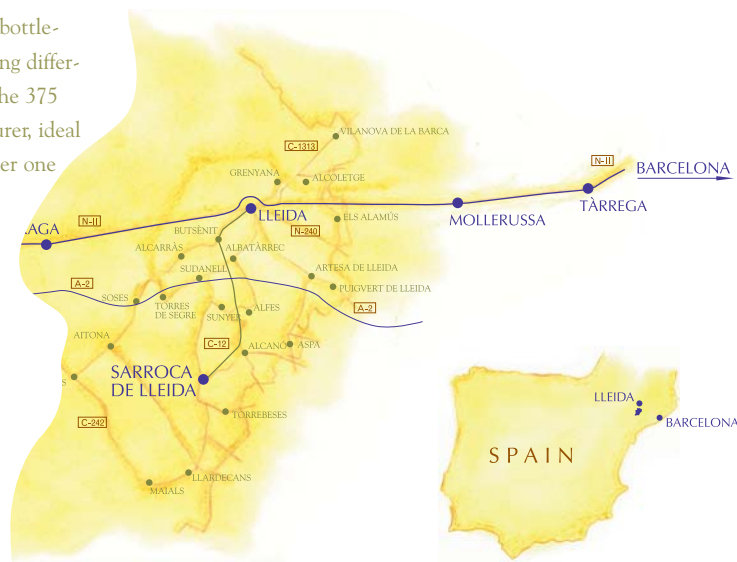 bottle-
ng differ-
he 375
urer, ideal
er one
VILANOVA DE LA BARCA
C-1313
N-II
BARCELONA
GRENYANA
ALCOLETGE
TÀRREGA
LLEIDA
MOLLERUSSA
N-II
ELS ALAMÚS
AGA
BUTSÈNIT
N-240
ALCARRÀS
ALBATÀRREC
SUDANELL
ARTESA DE LLEIDA
A-2
PUIGVERT DE LLEIDA
SOSES
TORRES
DE SEGRE
SUNYER
ALFES
A-2
AITONA
C-12
ALCANÓ
ASPA
SARROCA
DE LLEIDA
S
C-242
TORREBESES
LLARDECANS
MAIALS
LLEIDA
BARCELONA
SPAIN